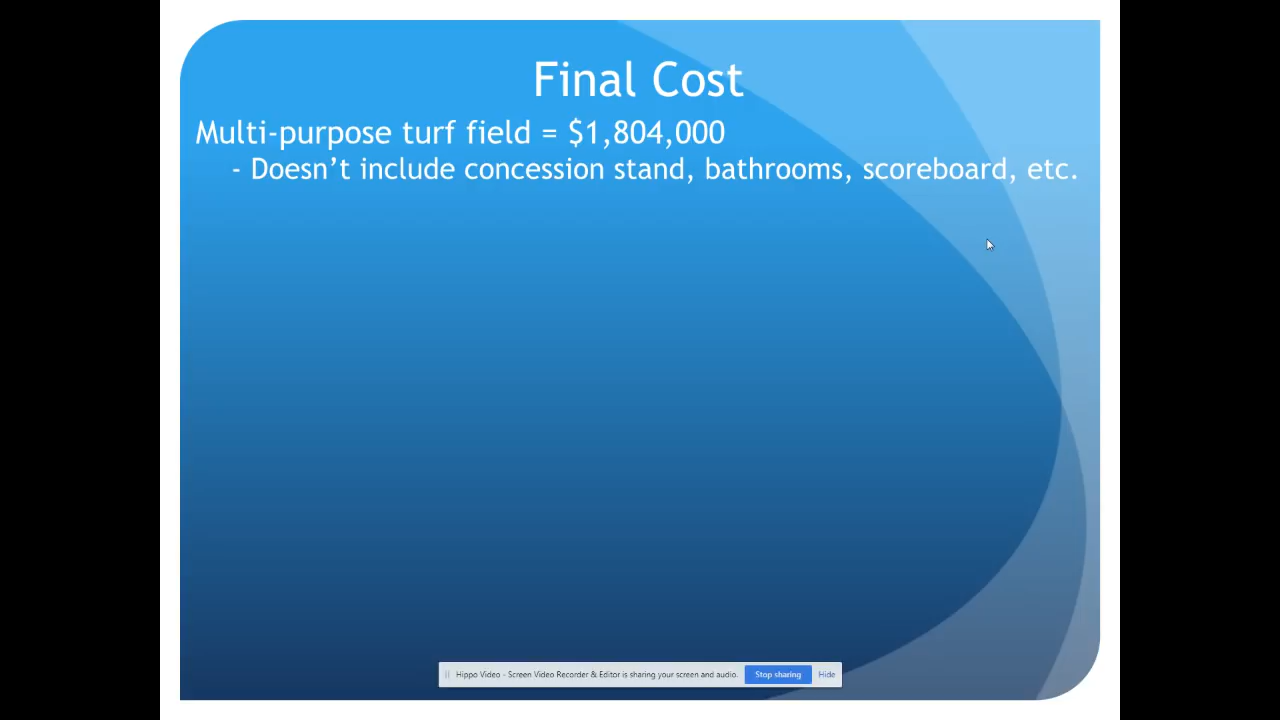 Final Cost
Multi-purpose turf field = $1,804,000
- Doesn’t include concession stand, bathrooms, scoreboard, etc.
Hippo Video - Screen Video Recorder & Editor is sharing your screen and audio. Stop sharing Hide